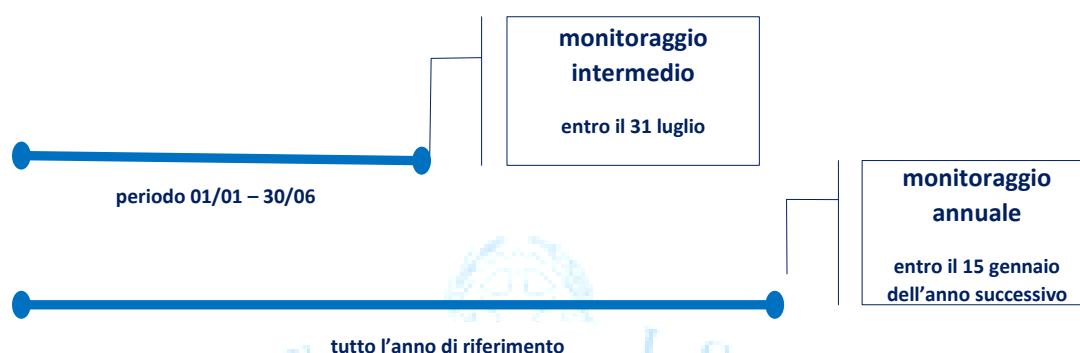 monitoraggio
intermedio
entro il 31 luglio
periodo 01/01 – 30/06
monitoraggio
annuale
entro il 15 gennaio
dell'anno successivo
tutto l'anno di riferimento